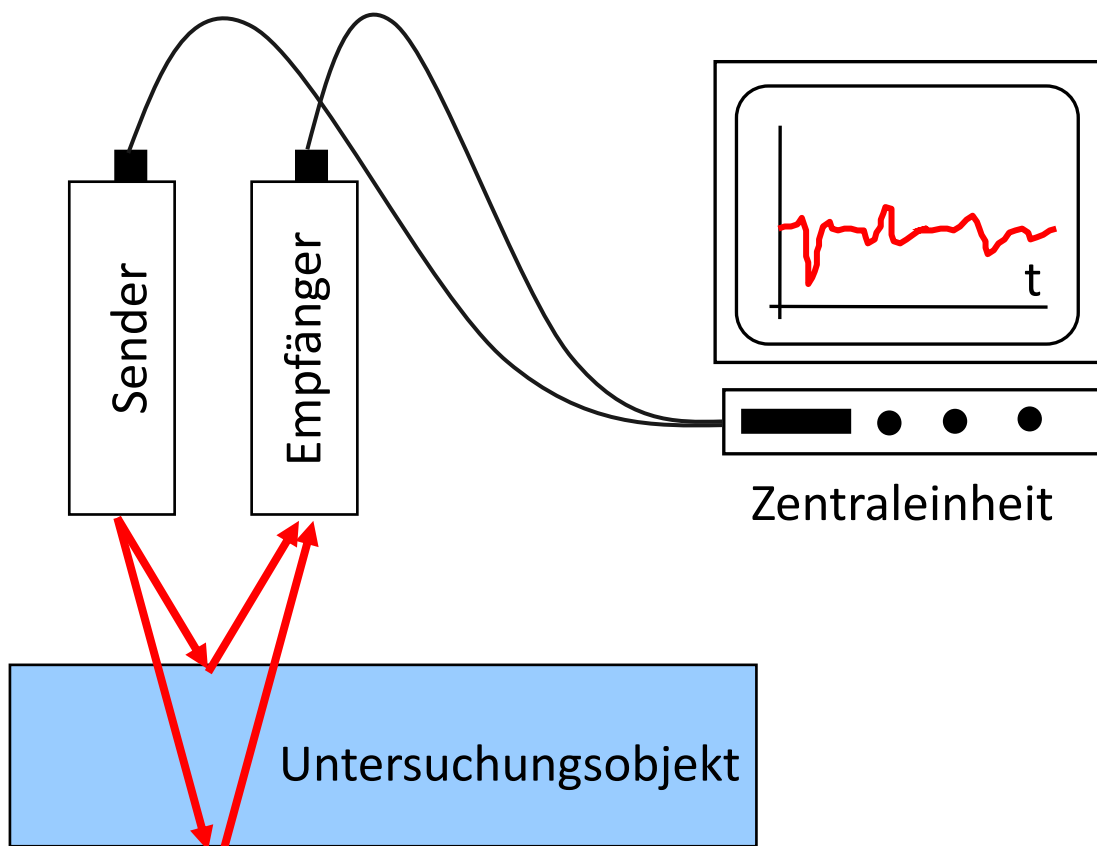 Sender
Empfänger
t
Zentraleinheit
Untersuchungsobjekt